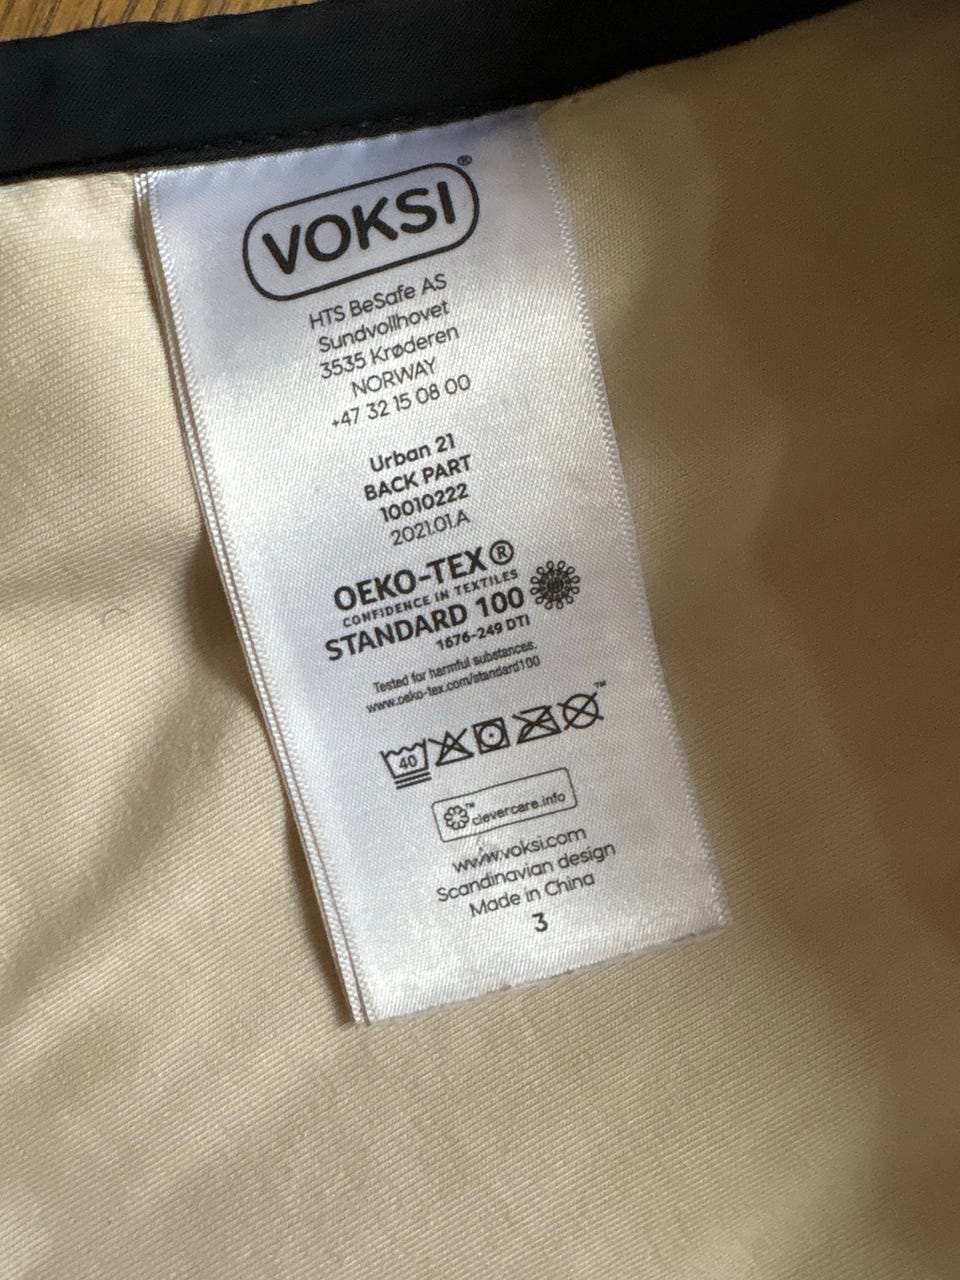 VOKSI®
HTS BeSafe AS
Sundvollhovet
3535 Krøderen
NORWAY
+47 32 15 08 00
Urban 21
BACK PART
10010222
2021.01.A
OEKO-TEX®
CONFIDENCE IN TEXTILES
STANDARD 100
1676-249 DTI
Tested for harmful substances.
www.oeko-tex.com/standard100
40 ™
™ clevercare.info
www.voksi.com
Scandinavian design
Made in China
3